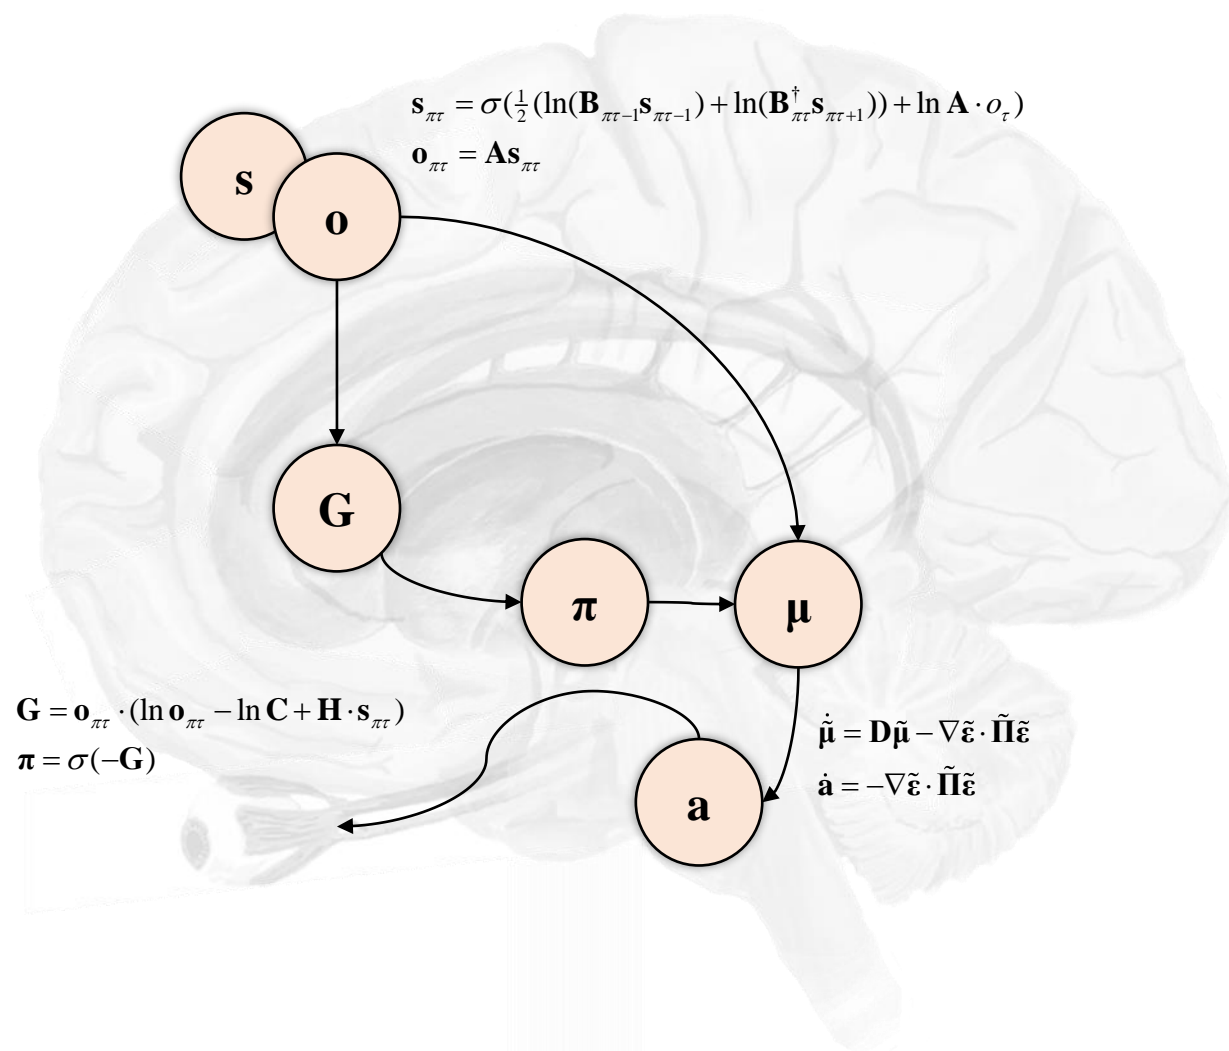 s_πτ = σ(½(ln(B_πτ−1 s_πτ−1) + ln(B†_πτ s_πτ+1)) + ln A · o_τ)
o_πτ = As_πτ
s
o
G
π
μ
G = o_πτ · (ln o_πτ − ln C + H · s_πτ)
π = σ(−G)
μ̃̇ = Dμ̃ − ∇ε̃ · Π̃ε̃
ȧ = −∇ε̃ · Π̃ε̃
a